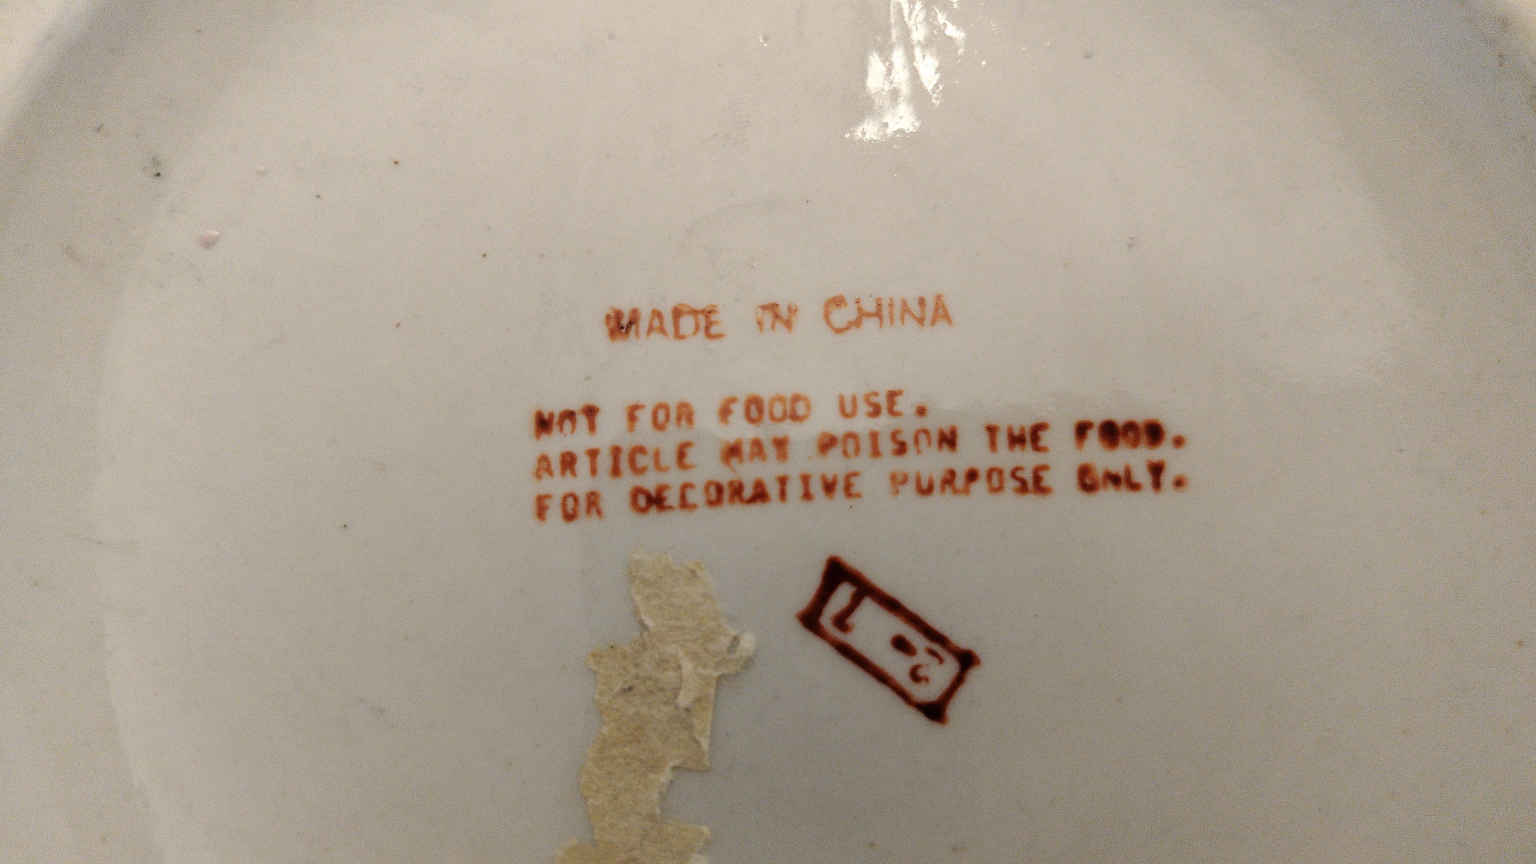 MADE IN CHINA
NOT FOR FOOD USE.
ARTICLE MAY POISON THE FOOD.
FOR DECORATIVE PURPOSE ONLY.